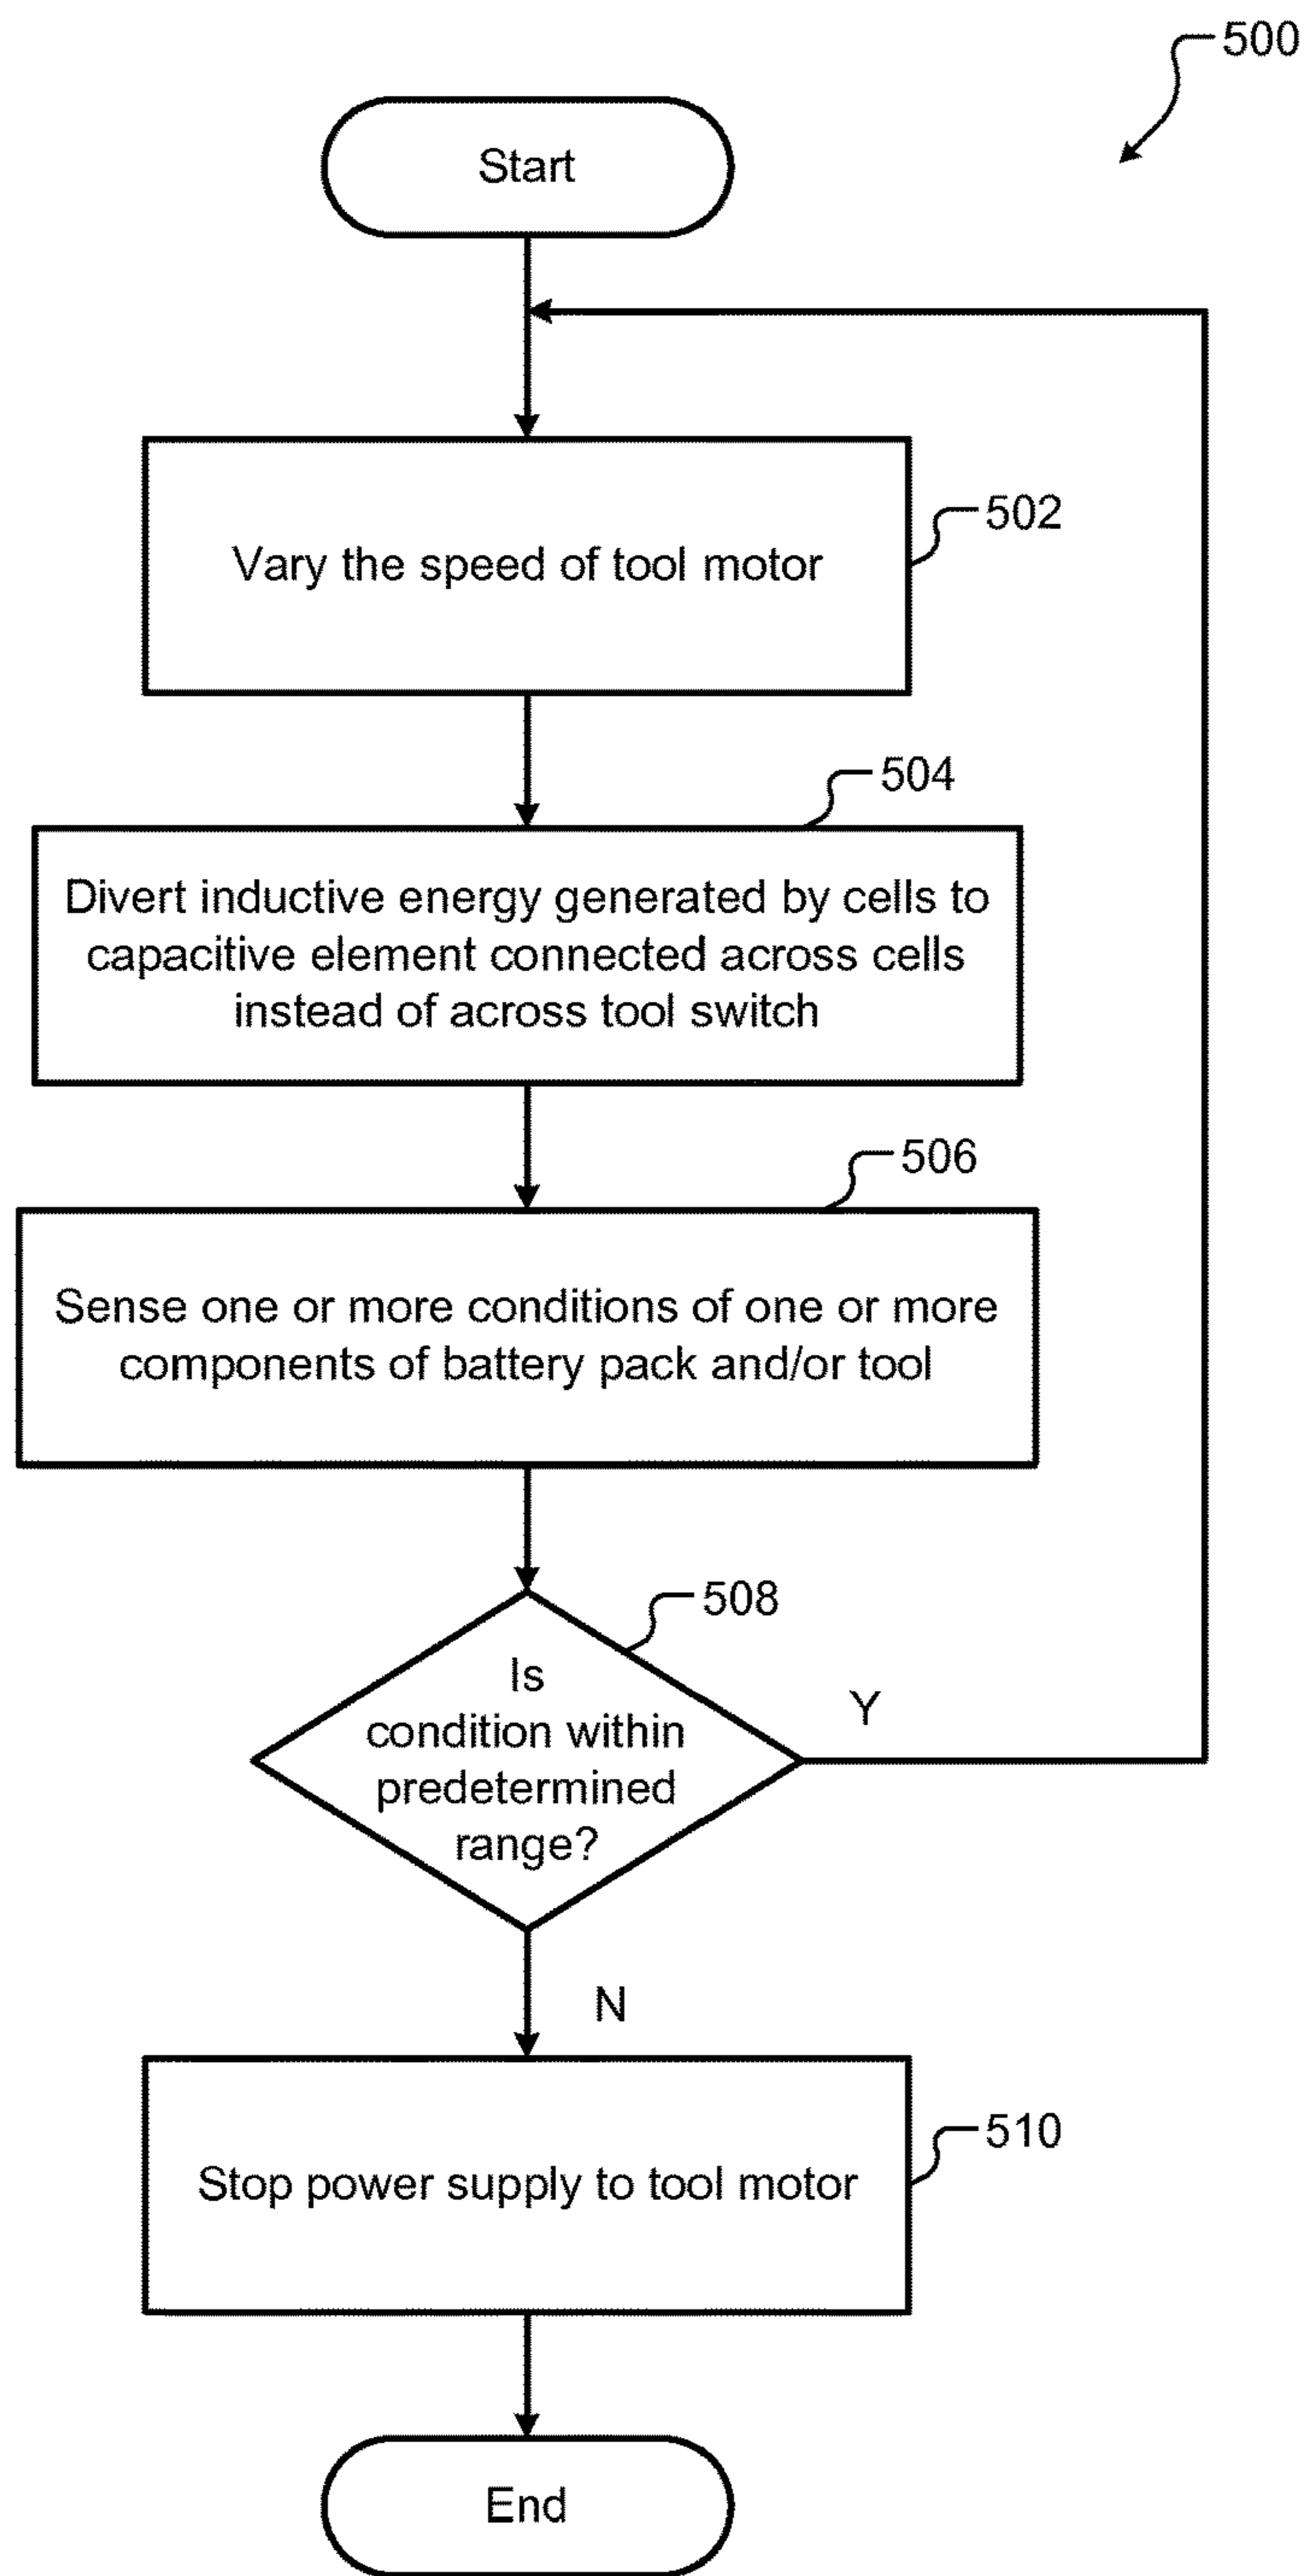 500
Start
502
Vary the speed of tool motor
504
Divert inductive energy generated by cells to
capacitive element connected across cells
instead of across tool switch
506
Sense one or more conditions of one or more
components of battery pack and/or tool
508
Is
condition within
predetermined
range?
Y
N
510
Stop power supply to tool motor
End